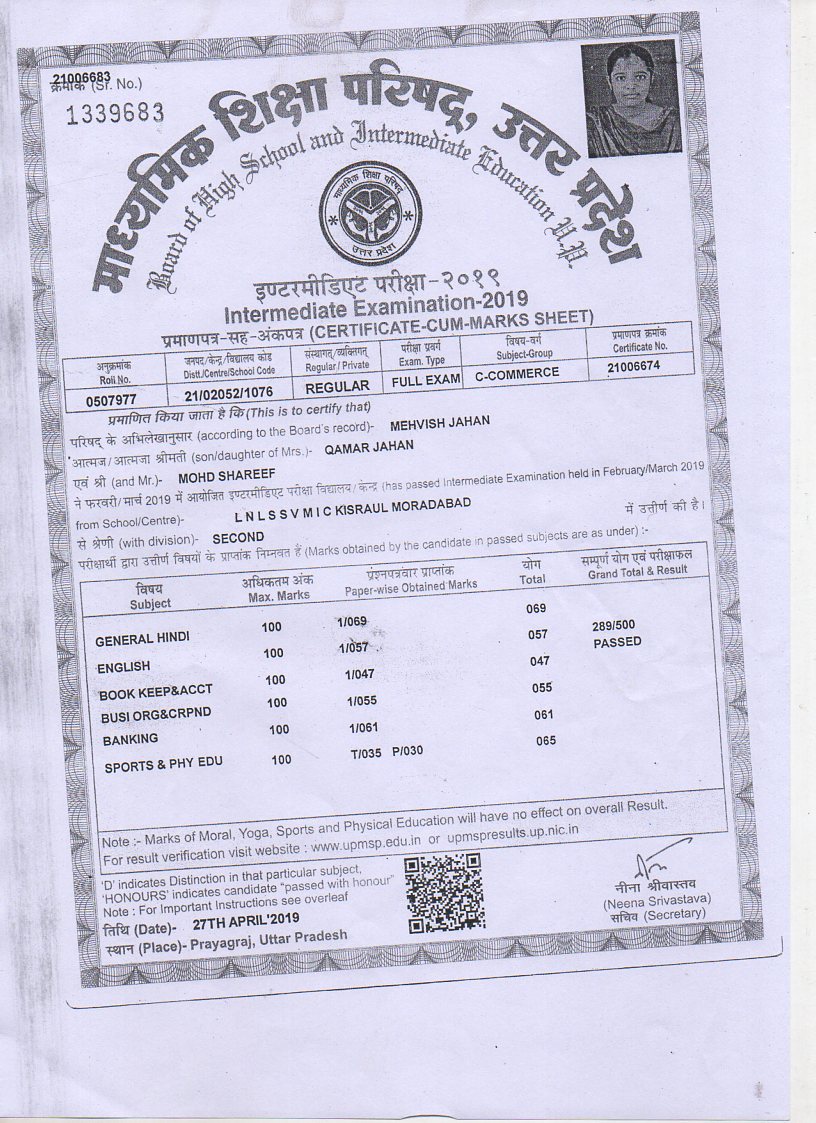 21006683
क्रमांक (Sr. No.)
1339683
माध्यमिक शिक्षा परिषद्, उत्तर प्रदेश
Board of High School and Intermediate Education U.P.
माध्यमिक शिक्षा परिषद्
उत्तर प्रदेश
इण्टरमीडिएट परीक्षा-२०१९
Intermediate Examination-2019
प्रमाणपत्र-सह-अंकपत्र (CERTIFICATE-CUM-MARKS SHEET)
अनुक्रमांक जनपद/केन्द्र/विद्यालय कोड संस्थागत/व्यक्तिगत परीक्षा प्रवर्ग विषय-वर्ग प्रमाणपत्र क्रमांक
Roll No. Distt./Centre/School Code Regular / Private Exam. Type Subject-Group Certificate No.
0507977 21/02052/1076 REGULAR FULL EXAM C-COMMERCE 21006674
प्रमाणित किया जाता है कि (This is to certify that)
परिषद् के अभिलेखानुसार (according to the Board's record)- MEHVISH JAHAN
आत्मज/आत्मजा श्रीमती (son/daughter of Mrs.)- QAMAR JAHAN
एवं श्री (and Mr.)- MOHD SHAREEF
ने फरवरी/मार्च 2019 में आयोजित इण्टरमीडिएट परीक्षा विद्यालय/केन्द्र (has passed Intermediate Examination held in February/March 2019
from School/Centre)- L N L S S V M I C KISRAUL MORADABAD में उत्तीर्ण की है।
से श्रेणी (with division)- SECOND
परीक्षार्थी द्वारा उत्तीर्ण विषयों के प्राप्तांक निम्नवत हैं (Marks obtained by the candidate in passed subjects are as under) :-
विषय अधिकतम अंक प्रश्नपत्रवार प्राप्तांक योग सम्पूर्ण योग एवं परीक्षाफल
Subject Max. Marks Paper-wise Obtained Marks Total Grand Total & Result
GENERAL HINDI 100 1/069 069 289/500
ENGLISH 100 1/057 057 PASSED
BOOK KEEP&ACCT 100 1/047 047
BUSI ORG&CRPND 100 1/055 055
BANKING 100 1/061 061
SPORTS & PHY EDU 100 T/035 P/030 065
Note :- Marks of Moral, Yoga, Sports and Physical Education will have no effect on overall Result.
For result verification visit website : www.upmsp.edu.in or upmspresults.up.nic.in
'D' indicates Distinction in that particular subject,
'HONOURS' indicates candidate "passed with honour"
Note : For Important Instructions see overleaf
तिथि (Date)- 27TH APRIL'2019
स्थान (Place)- Prayagraj, Uttar Pradesh
नीना श्रीवास्तव
(Neena Srivastava)
सचिव (Secretary)